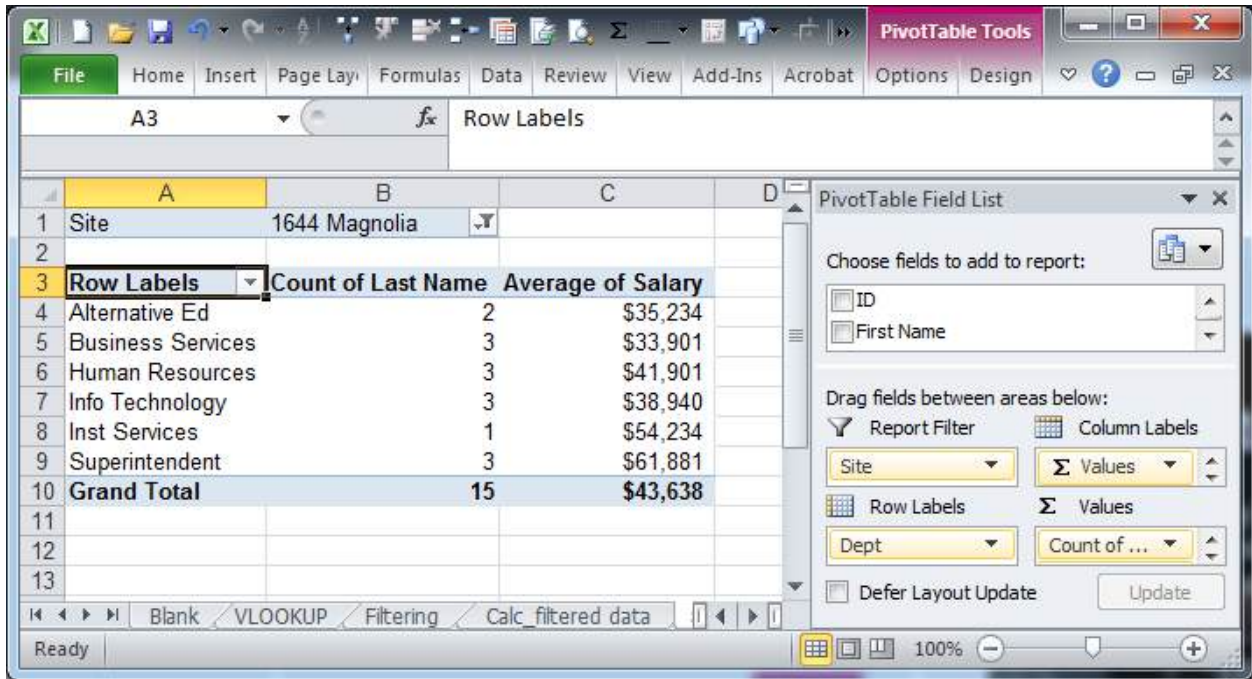 PivotTable Tools
File Home Insert Page Layo Formulas Data Review View Add-Ins Acrobat Options Design
A3 fx Row Labels
A B C D
1 Site 1644 Magnolia
2
3 Row Labels Count of Last Name Average of Salary
4 Alternative Ed 2 $35,234
5 Business Services 3 $33,901
6 Human Resources 3 $41,901
7 Info Technology 3 $38,940
8 Inst Services 1 $54,234
9 Superintendent 3 $61,881
10 Grand Total 15 $43,638
11
12
13
PivotTable Field List
Choose fields to add to report:
ID
First Name
Drag fields between areas below:
Report Filter Column Labels
Site Σ Values
Row Labels Σ Values
Dept Count of ...
Defer Layout Update Update
Blank VLOOKUP Filtering Calc_filtered data
Ready 100%